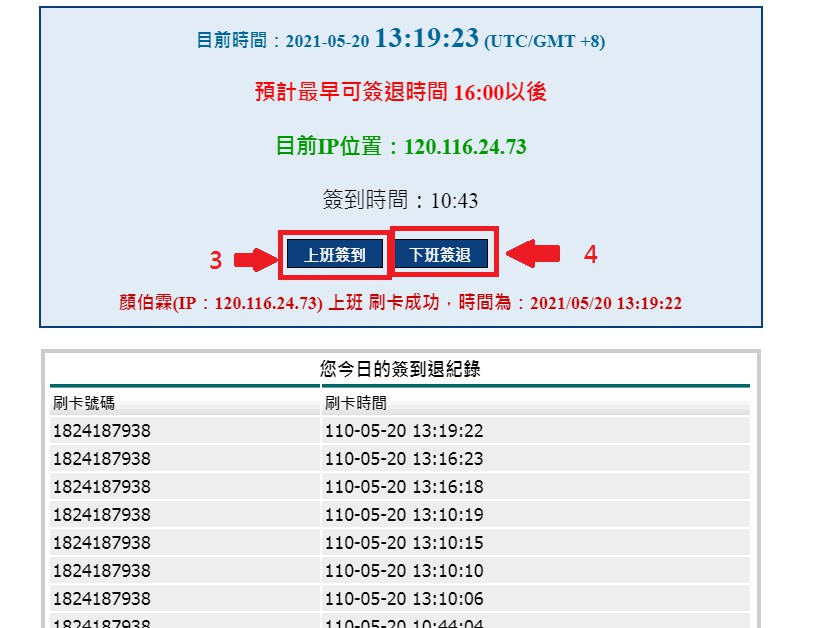 目前時間：2021-05-20 13:19:23 (UTC/GMT +8)
預計最早可簽退時間 16:00以後
目前IP位置：120.116.24.73
簽到時間：10:43
3 上班簽到 下班簽退 4
顏伯霖(IP：120.116.24.73) 上班 刷卡成功，時間為：2021/05/20 13:19:22
您今日的簽到退紀錄
刷卡號碼 刷卡時間
1824187938 110-05-20 13:19:22
1824187938 110-05-20 13:16:23
1824187938 110-05-20 13:16:18
1824187938 110-05-20 13:10:19
1824187938 110-05-20 13:10:15
1824187938 110-05-20 13:10:10
1824187938 110-05-20 13:10:06
1824187938 110-05-20 10:44:04